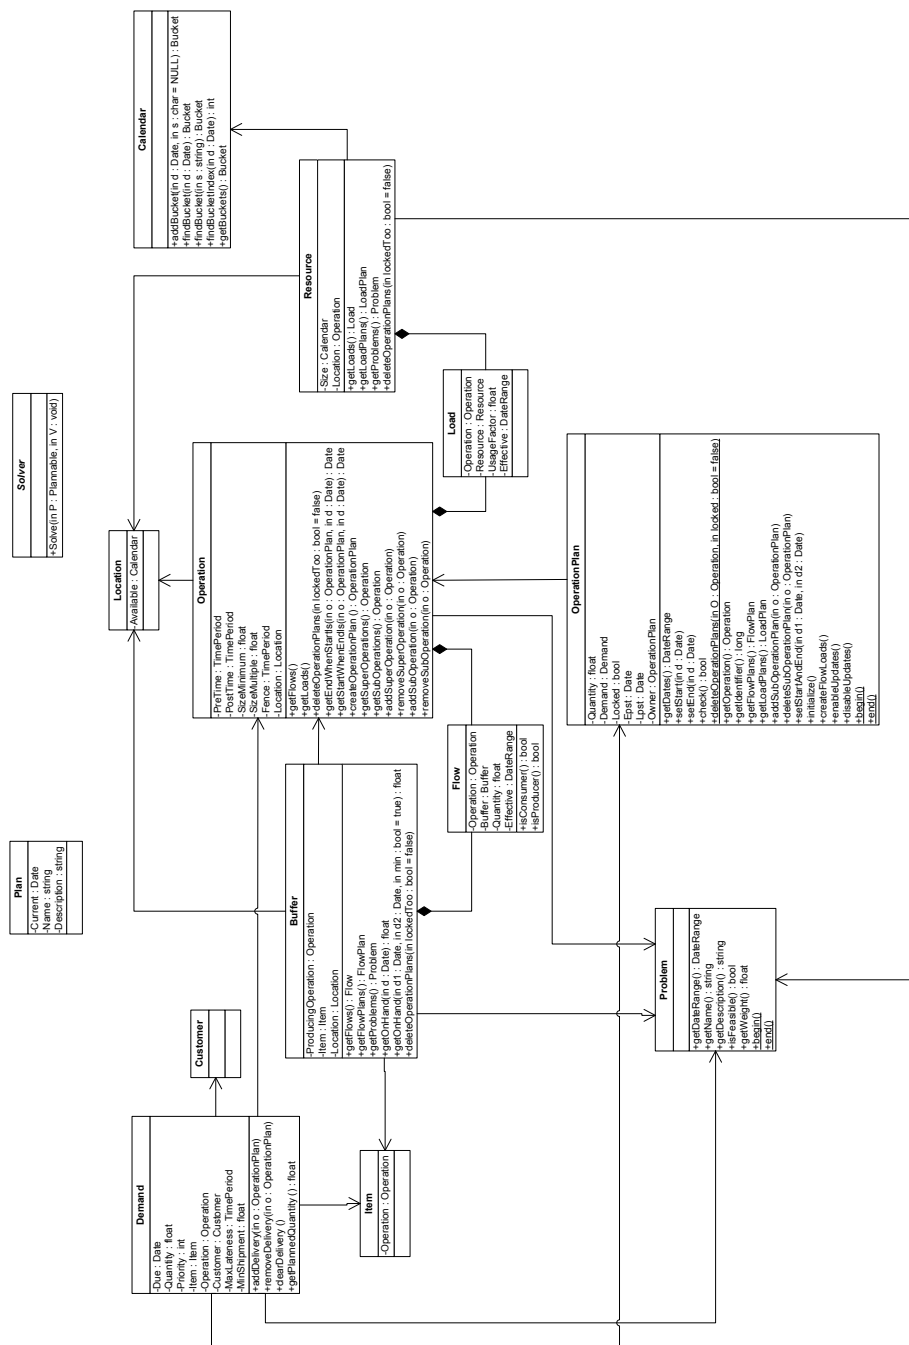 Calendar
+addBucket(in d : Date, in s : char = NULL) : Bucket
+findBucket(in d : Date) : Bucket
+findBucket(in s : string) : Bucket
+findBucketIndex(in d : Date) : int
+getBuckets() : Bucket
Resource
-Size : Calendar
-Location : Operation
+getLoads() : Load
+getLoadPlans() : LoadPlan
+getProblems() : Problem
+deleteOperationPlans(in lockedToo : bool = false)
Solver
+Solve(in P : Plannable, in V : void)
Location
-Available : Calendar
Load
-Operation : Operation
-Resource : Resource
-UsageFactor : float
-Effective : DateRange
Operation
-PreTime : TimePeriod
-PostTime : TimePeriod
-SizeMinimum : float
-SizeMultiple : float
-Fence : TimePeriod
-Location : Location
+getFlows()
+getLoads()
+deleteOperationPlans(in lockedToo : bool = false)
+getEndWhenStartIs(in o : OperationPlan, in d : Date) : Date
+getStartWhenEndIs(in o : OperationPlan, in d : Date) : Date
+createOperationPlan() : OperationPlan
+getSuperOperations() : Operation
+getSubOperations() : Operation
+addSuperOperation(in o : Operation)
+removeSuperOperation(in o : Operation)
+addSubOperation(in o : Operation)
+removeSubOperation(in o : Operation)
OperationPlan
-Quantity : float
-Demand : Demand
-Locked : bool
-Epst : Date
-Lpst : Date
-Owner : OperationPlan
+getDates() : DateRange
+setStart(in d : Date)
+setEnd(in d : Date)
+check() : bool
+deleteOperationPlans(in O : Operation, in locked : bool = false)
+getOperation() : Operation
+getIdentifier() : long
+getFlowPlans() : FlowPlan
+getLoadPlans() : LoadPlan
+addSubOperationPlan(in o : OperationPlan)
+deleteSubOperationPlan(in o : OperationPlan)
+setStartAndEnd(in d1 : Date, in d2 : Date)
+initialize()
+createFlowLoads()
+enableUpdates()
+disableUpdates()
+begin()
+end()
Plan
-Current : Date
-Name : string
-Description : string
Buffer
-ProducingOperation : Operation
-Item : Item
-Location : Location
+getFlows() : Flow
+getFlowPlans() : FlowPlan
+getProblems() : Problem
+getOnHand(in d : Date) : float
+getOnHand(in d1 : Date, in d2 : Date, in min : bool = true) : float
+deleteOperationPlans(in lockedToo : bool = false)
Flow
-Operation : Operation
-Buffer : Buffer
-Quantity : float
-Effective : DateRange
+isConsumer() : bool
+isProducer() : bool
Problem
+getDateRange() : DateRange
+getName() : string
+getDescription() : string
+isFeasible() : bool
+getWeight() : float
+begin()
+end()
Customer
Demand
-Due : Date
-Quantity : float
-Priority : int
-Item : Item
-Operation : Operation
-Customer : Customer
-MaxLateness : TimePeriod
-MinShipment : float
+addDelivery(in o : OperationPlan)
+removeDelivery(in o : OperationPlan)
+clearDelivery ()
+getPlannedQuantity () : float
Item
-Operation : Operation